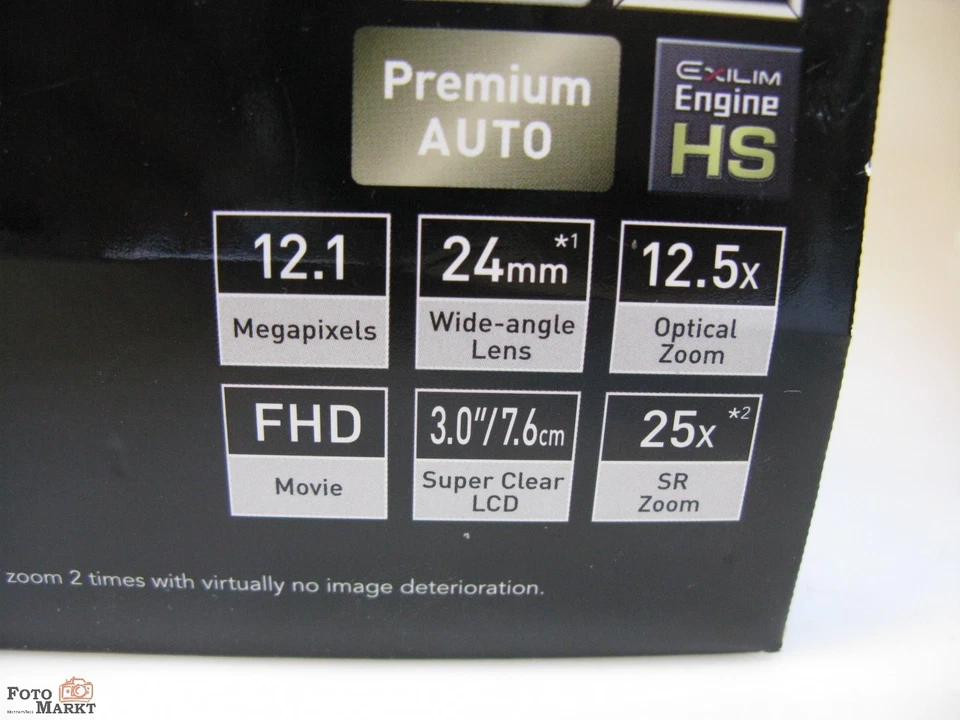 Premium
AUTO
EXILIM
Engine
HS
12.1
Megapixels
24mm *1
Wide-angle
Lens
12.5x
Optical
Zoom
FHD
Movie
3.0"/7.6cm
Super Clear
LCD
25x *2
SR
Zoom
zoom 2 times with virtually no image deterioration.
FOTO
MARKT